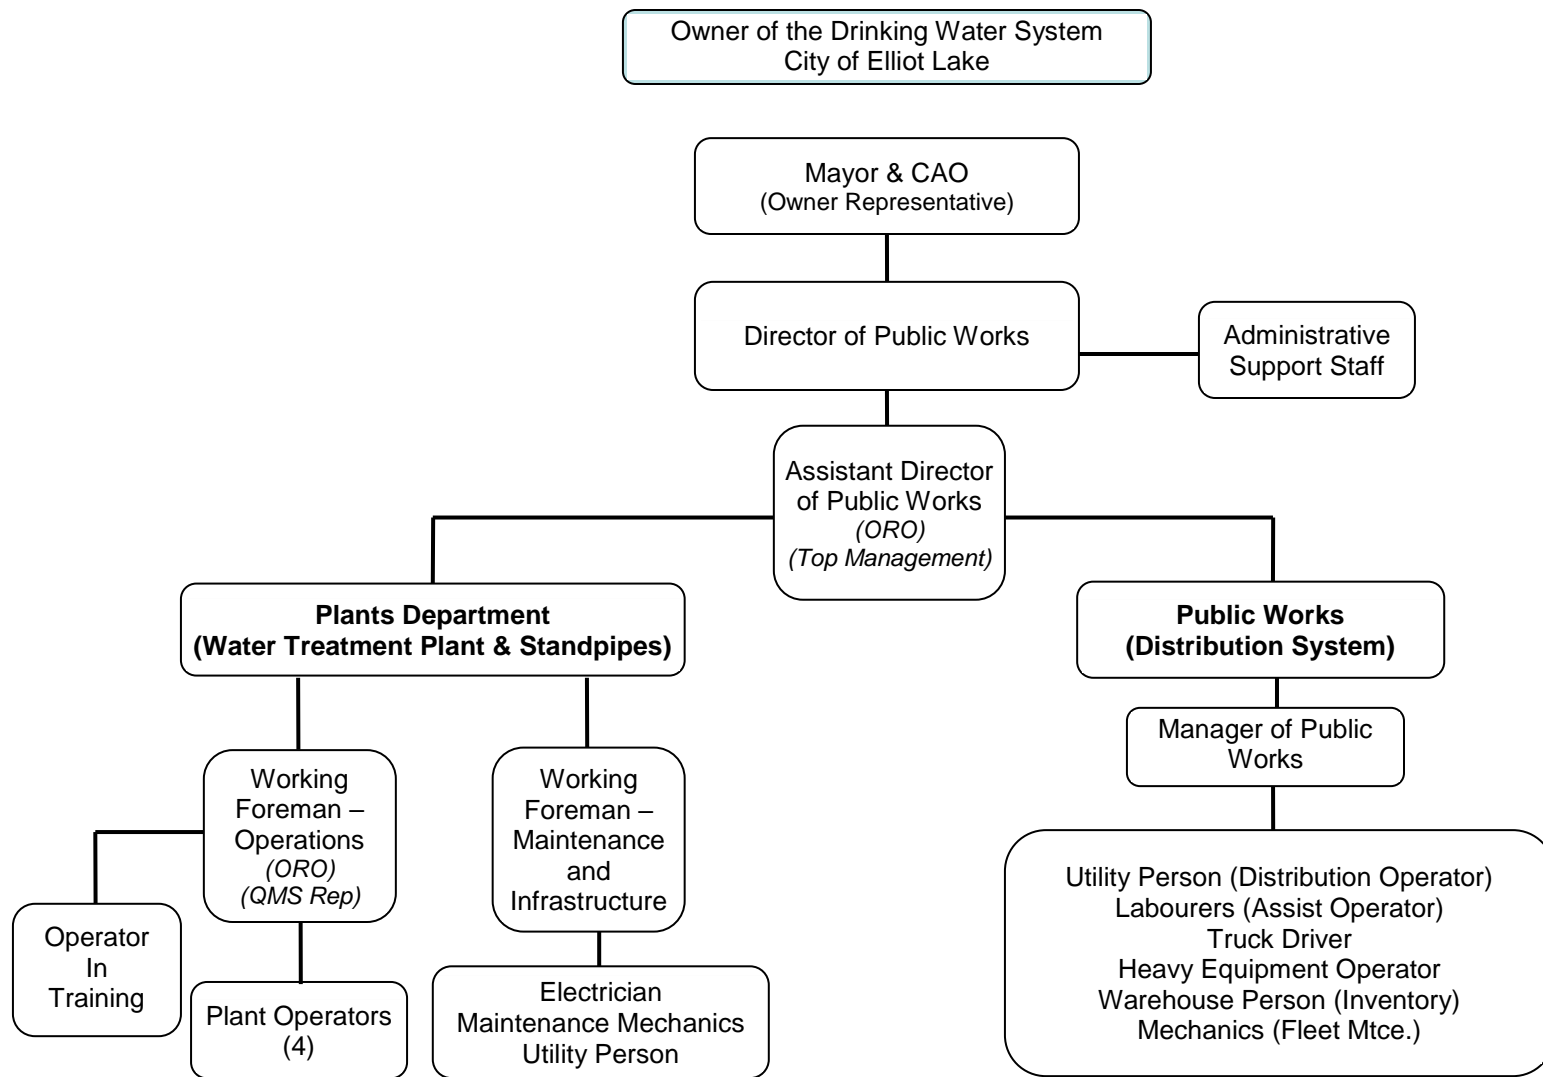 Owner of the Drinking Water System
City of Elliot Lake
Mayor & CAO
(Owner Representative)
Director of Public Works
Administrative
Support Staff
Assistant Director
of Public Works
(ORO)
(Top Management)
Plants Department
(Water Treatment Plant & Standpipes)
Public Works
(Distribution System)
Working
Foreman –
Operations
(ORO)
(QMS Rep)
Working
Foreman –
Maintenance
and
Infrastructure
Manager of Public
Works
Operator
In
Training
Plant Operators
(4)
Electrician
Maintenance Mechanics
Utility Person
Utility Person (Distribution Operator)
Labourers (Assist Operator)
Truck Driver
Heavy Equipment Operator
Warehouse Person (Inventory)
Mechanics (Fleet Mtce.)